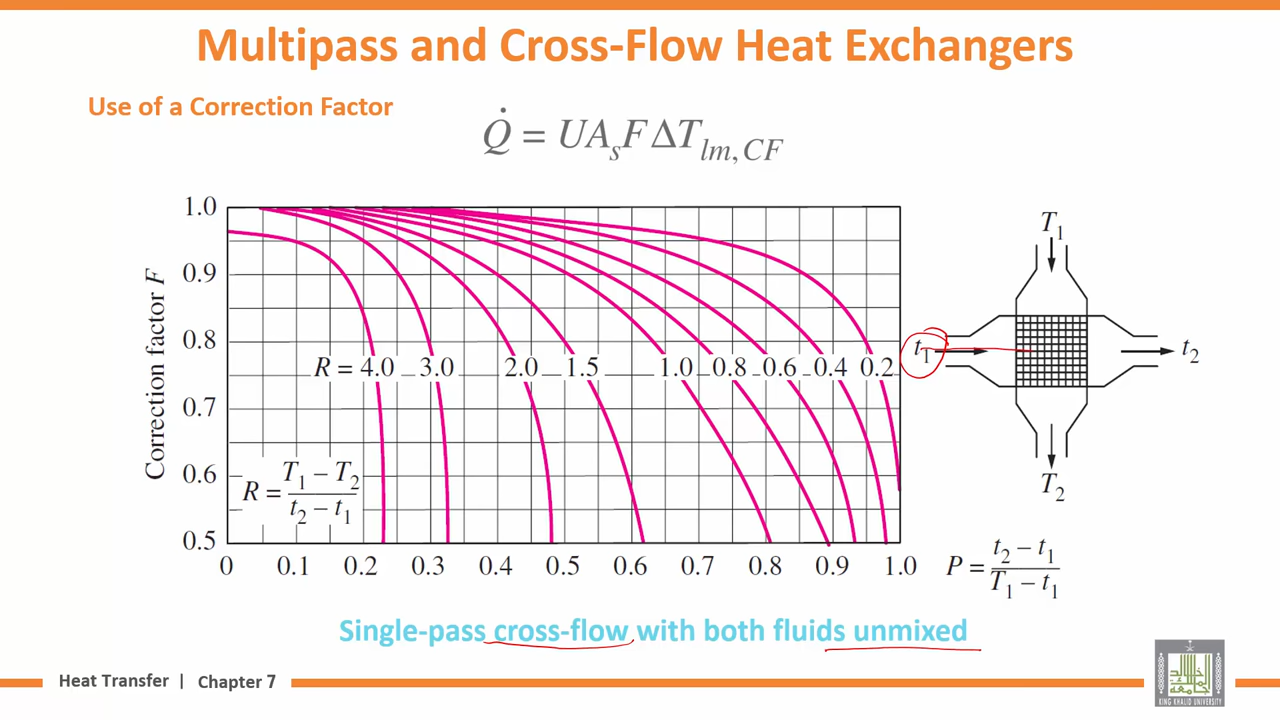 Multipass and Cross-Flow Heat Exchangers
Use of a Correction Factor
Q̇ = UA_s F ΔT_lm, CF
Correction factor F
1.0
0.9
0.8
0.7
0.6
0.5
R = 4.0 3.0 2.0 1.5 1.0 0.8 0.6 0.4 0.2
R = (T₁ − T₂) / (t₂ − t₁)
0 0.1 0.2 0.3 0.4 0.5 0.6 0.7 0.8 0.9 1.0
T₁
t₁
t₂
T₂
P = (t₂ − t₁) / (T₁ − t₁)
Single-pass cross-flow with both fluids unmixed
Heat Transfer | Chapter 7
KING KHALID UNIVERSITY